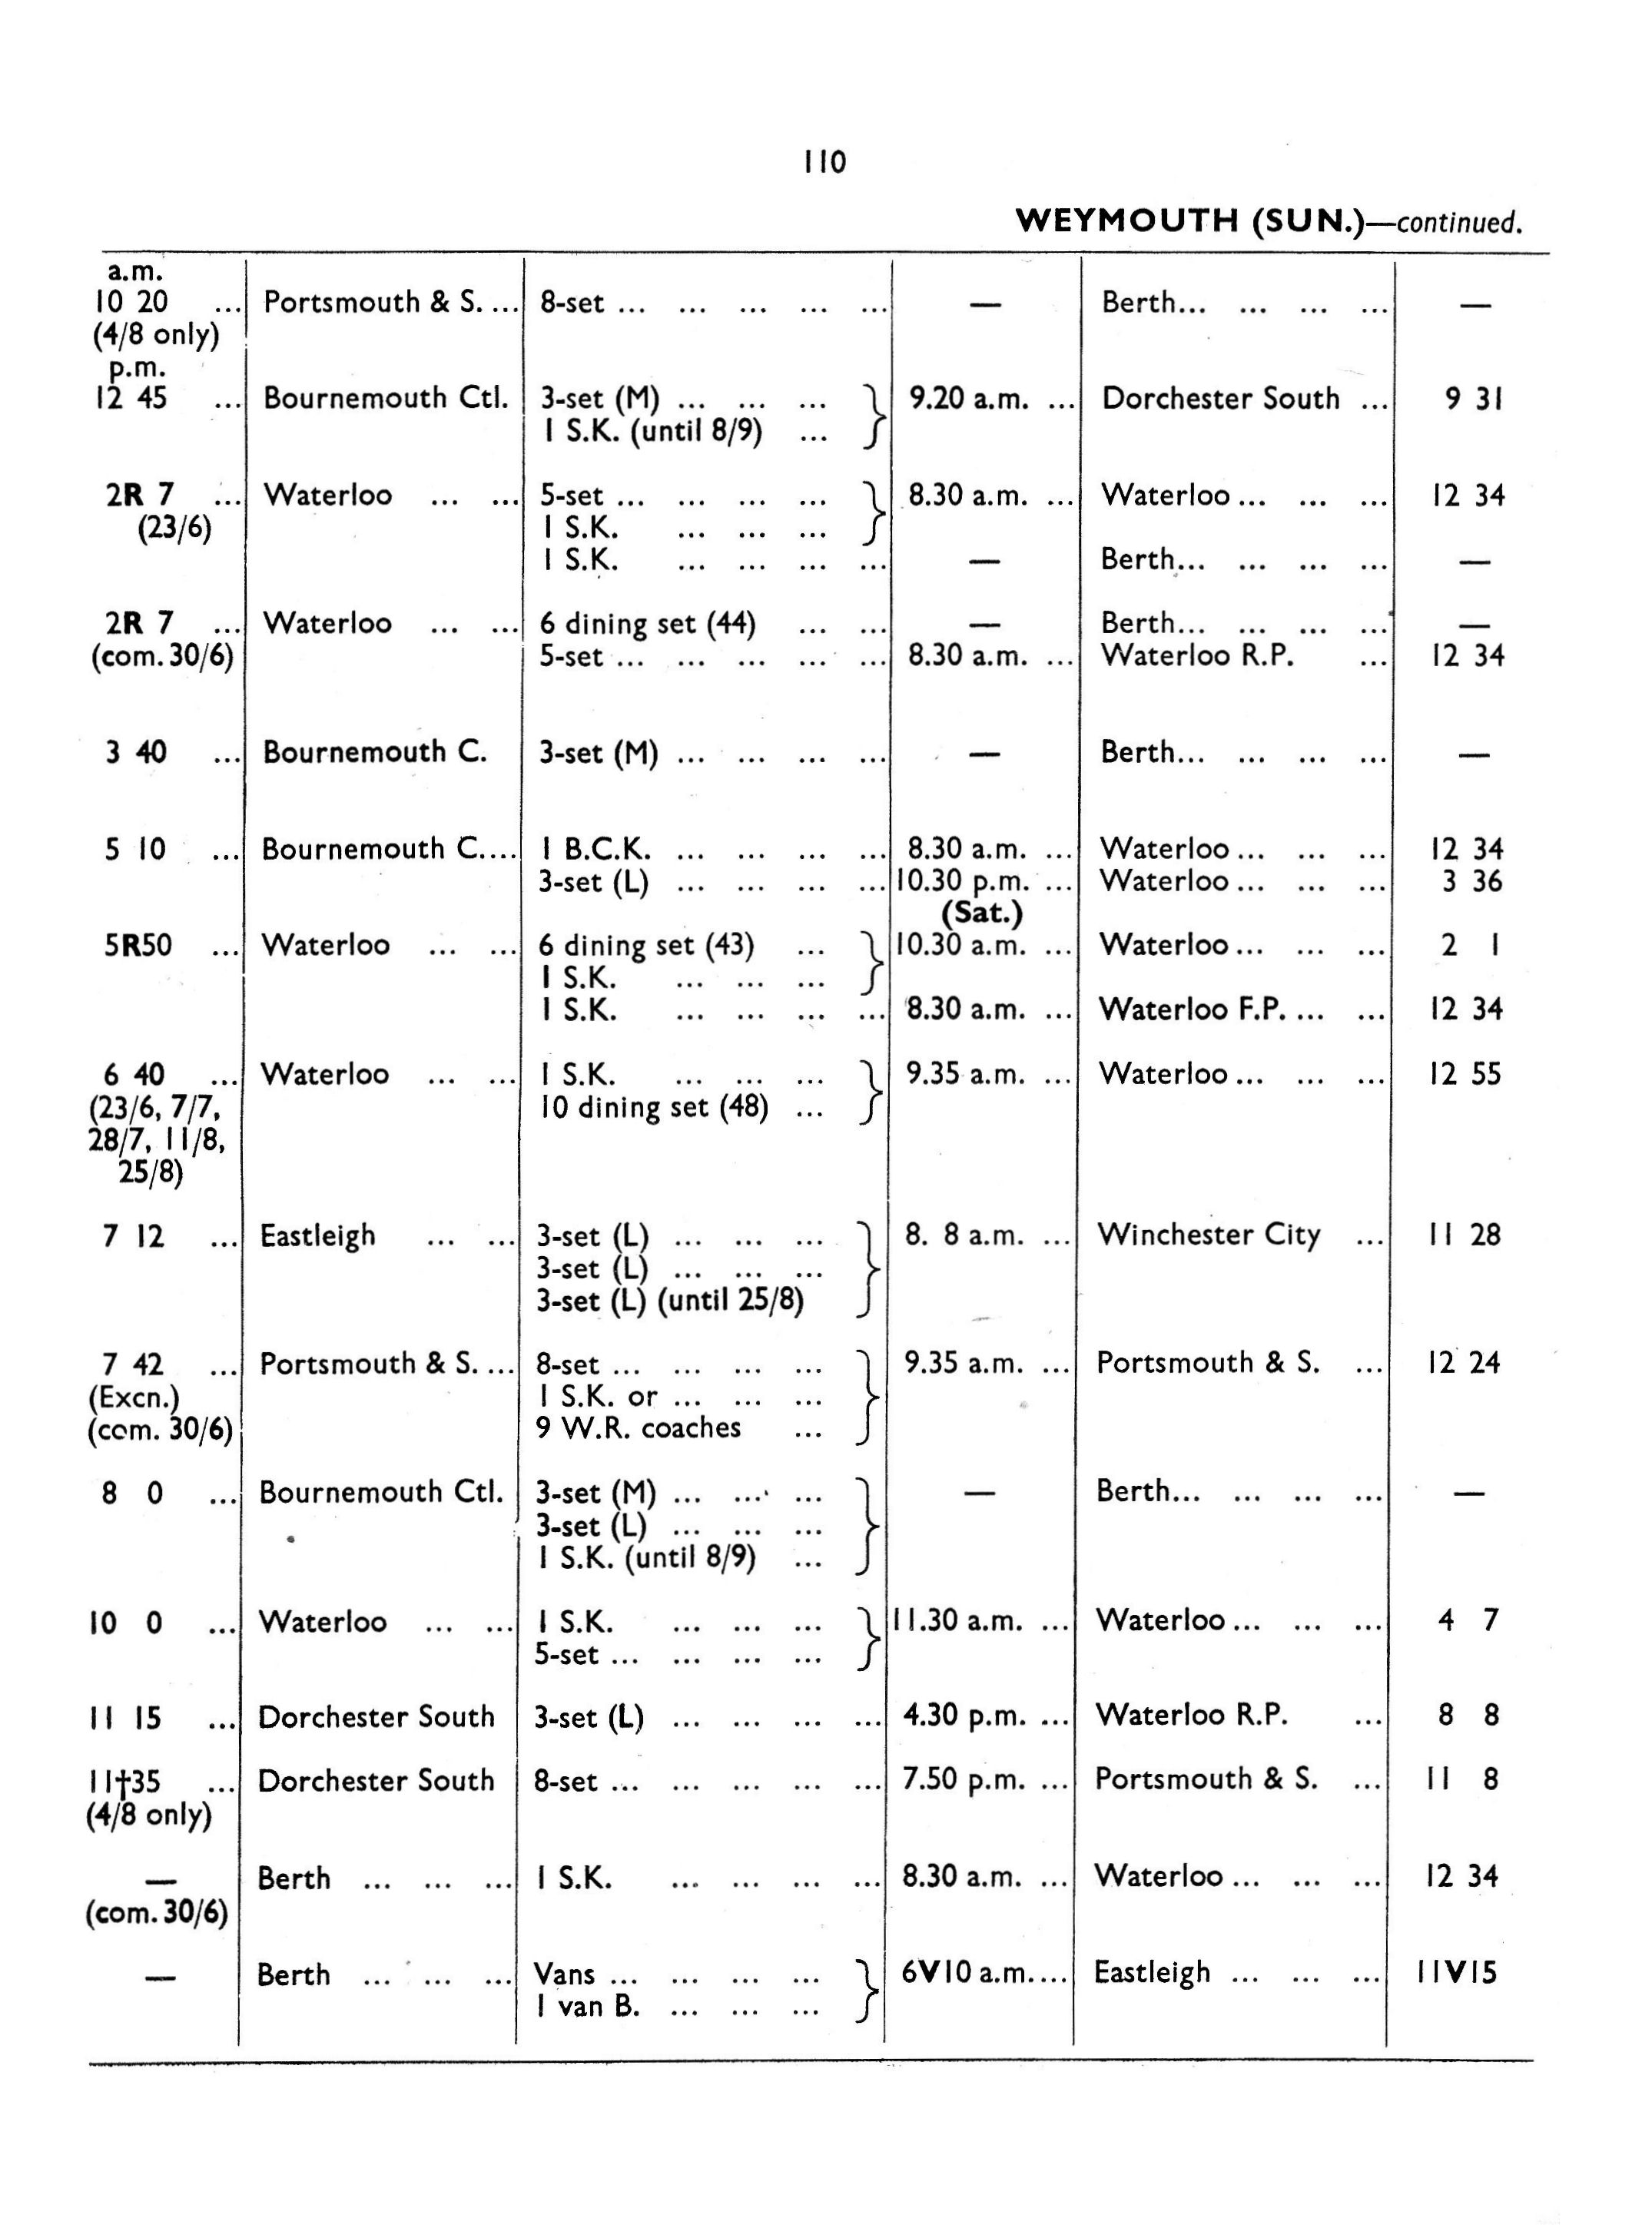 110
WEYMOUTH (SUN.)—continued.
a.m.
10 20 ... Portsmouth & S. ... 8-set ... ... ... ... ... — Berth... ... ... ... —
(4/8 only)
p.m.
12 45 ... Bournemouth Ctl. 3-set (M) ... ... ... 9.20 a.m. ... Dorchester South ... 9 31
1 S.K. (until 8/9) ...
2R 7 ... Waterloo ... ... 5-set ... ... ... ... 8.30 a.m. ... Waterloo ... ... ... 12 34
(23/6) 1 S.K. ... ... ...
1 S.K. ... ... ... ... — Berth... ... ... ... —
2R 7 ... Waterloo ... ... 6 dining set (44) ... ... — Berth... ... ... ... —
(com. 30/6) 5-set ... ... ... ... ... 8.30 a.m. ... Waterloo R.P. ... 12 34
3 40 ... Bournemouth C. 3-set (M) ... ... ... ... — Berth... ... ... ... —
5 10 ... Bournemouth C.... 1 B.C.K. ... ... ... ... 8.30 a.m. ... Waterloo ... ... ... 12 34
3-set (L) ... ... ... ... 10.30 p.m. ... Waterloo ... ... ... 3 36
(Sat.)
5R50 ... Waterloo ... ... 6 dining set (43) ... 10.30 a.m. ... Waterloo ... ... ... 2 1
1 S.K. ... ... ...
1 S.K. ... ... ... ... 8.30 a.m. ... Waterloo F.P. ... ... 12 34
6 40 ... Waterloo ... ... 1 S.K. ... ... ... 9.35 a.m. ... Waterloo ... ... ... 12 55
(23/6, 7/7, 10 dining set (48) ...
28/7, 11/8,
25/8)
7 12 ... Eastleigh ... ... 3-set (L) ... ... ... 8. 8 a.m. ... Winchester City ... 11 28
3-set (L) ... ... ...
3-set (L) (until 25/8)
7 42 ... Portsmouth & S. ... 8-set ... ... ... ... 9.35 a.m. ... Portsmouth & S. ... 12 24
(Excn.) 1 S.K. or ... ... ...
(com. 30/6) 9 W.R. coaches ...
8 0 ... Bournemouth Ctl. 3-set (M) ... ... ... — Berth... ... ... ... —
3-set (L) ... ... ...
1 S.K. (until 8/9) ...
10 0 ... Waterloo ... ... 1 S.K. ... ... ... 11.30 a.m. ... Waterloo ... ... ... 4 7
5-set ... ... ... ...
11 15 ... Dorchester South 3-set (L) ... ... ... ... 4.30 p.m. ... Waterloo R.P. ... 8 8
11†35 ... Dorchester South 8-set ... ... ... ... ... 7.50 p.m. ... Portsmouth & S. ... 11 8
(4/8 only)
— Berth ... ... ... 1 S.K. ... ... ... ... 8.30 a.m. ... Waterloo ... ... ... 12 34
(com. 30/6)
— Berth ... ... ... Vans ... ... ... ... 6V10 a.m.... Eastleigh ... ... ... 11V15
1 van B. ... ... ...